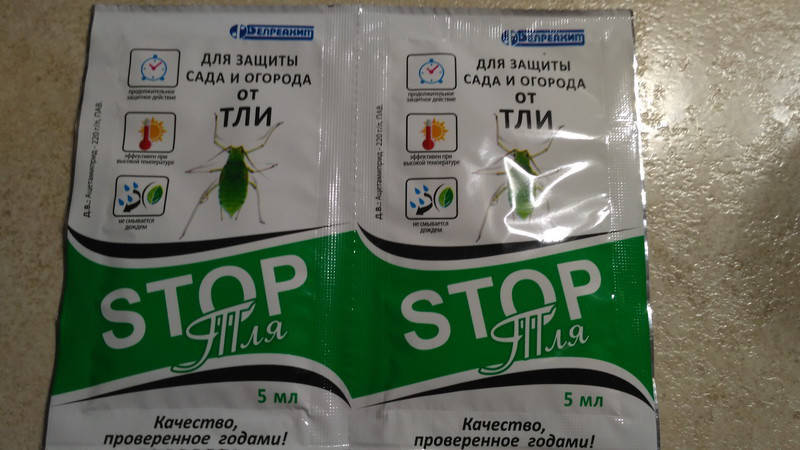 БЕЛРЕАХИМ
ДЛЯ ЗАЩИТЫ
САДА И ОГОРОДА
ОТ
ТЛИ
продолжительное
защитное действие
эффективен при
высокой температуре
не смывается
дождем
Д.В.: Ацетамиприд - 220 г/л, ПАВ.
STOP
Тля
5 мл
Качество,
проверенное годами!
БЕЛРЕАХИМ
ДЛЯ ЗАЩИТЫ
САДА И ОГОРОДА
ОТ
ТЛИ
продолжительное
защитное действие
эффективен при
высокой температуре
не смывается
дождем
Д.В.: Ацетамиприд - 220 г/л, ПАВ.
STOP
Тля
5 мл
Качество,
проверенное годами!